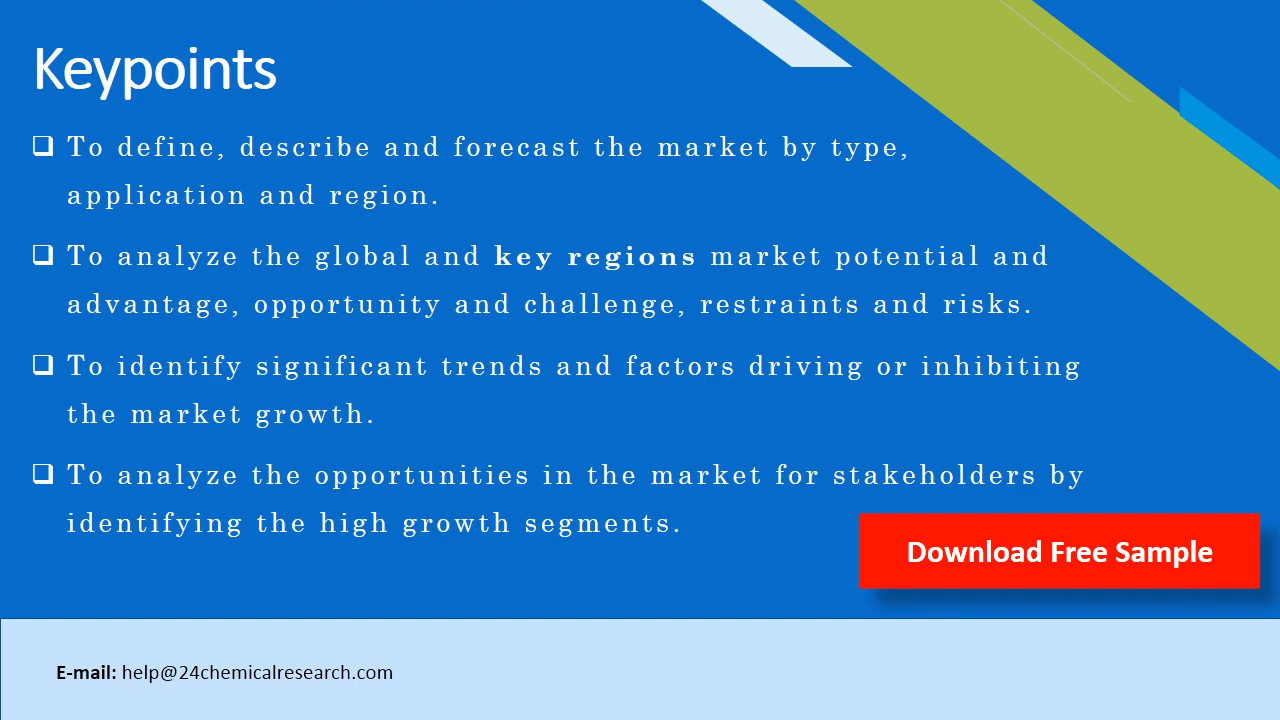 Keypoints
❑ To define, describe and forecast the market by type,
application and region.
❑ To analyze the global and key regions market potential and
advantage, opportunity and challenge, restraints and risks.
❑ To identify significant trends and factors driving or inhibiting
the market growth.
❑ To analyze the opportunities in the market for stakeholders by
identifying the high growth segments.
Download Free Sample
E-mail: help@24chemicalresearch.com